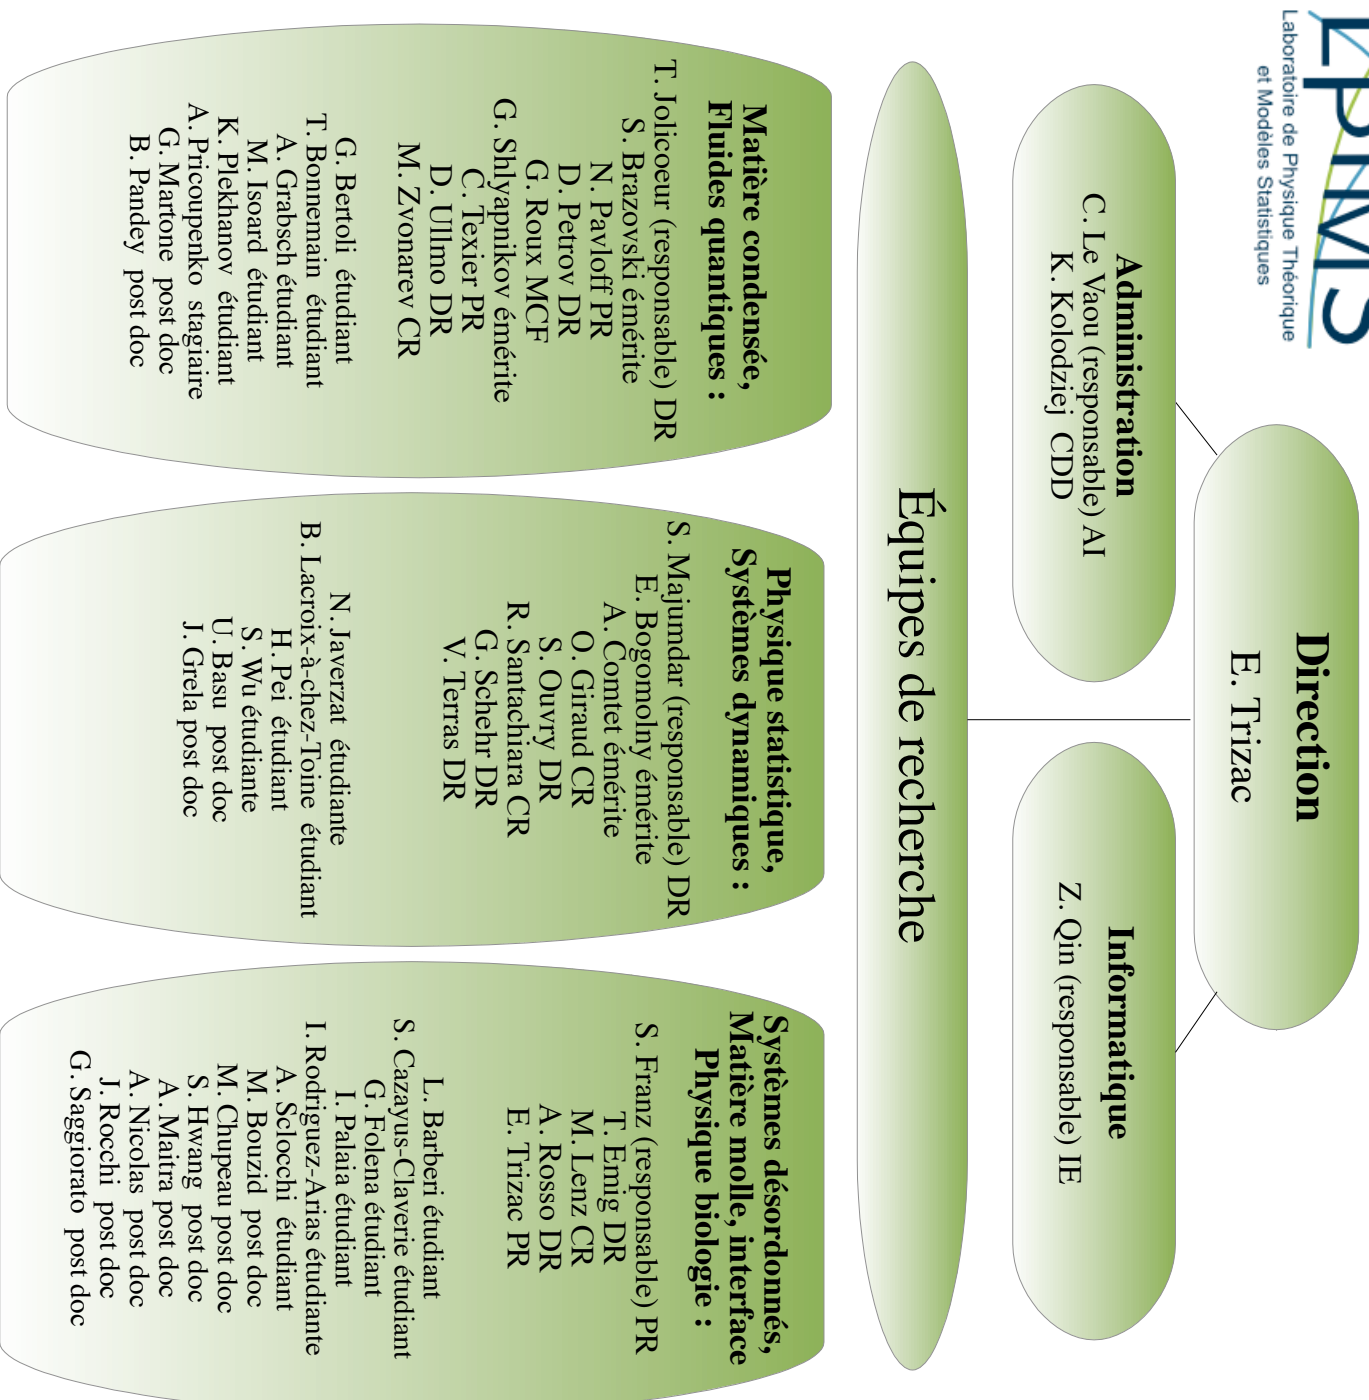 LPTMS
Laboratoire de Physique Théorique
et Modèles Statistiques
Direction
E. Trizac
Administration
C. Le Vaou (responsable) AI
K. Kolodziej CDD
Informatique
Z. Qin (responsable) IE
Équipes de recherche
Matière condensée,
Fluides quantiques :
T. Jolicoeur (responsable) DR
S. Brazovski émérite
N. Pavloff PR
D. Petrov DR
G. Roux MCF
G. Shlyapnikov émérite
C. Texier PR
D. Ullmo DR
M. Zvonarev CR
G. Bertoli étudiant
T. Bonnemain étudiant
A. Grabsch étudiant
M. Isoard étudiant
K. Plekhanov étudiant
A. Pricoupenko stagiaire
G. Martone post doc
B. Pandey post doc
Physique statistique,
Systèmes dynamiques :
S. Majumdar (responsable) DR
E. Bogomolny émérite
A. Comtet émérite
O. Giraud CR
S. Ouvry DR
R. Santachiara CR
G. Schehr DR
V. Terras DR
N. Javerzat étudiante
B. Lacroix-à-chez-Toine étudiant
H. Pei étudiant
S. Wu étudiante
U. Basu post doc
J. Grela post doc
Systèmes désordonnés,
Matière molle, interface
Physique biologie :
S. Franz (responsable) PR
T. Emig DR
M. Lenz CR
A. Rosso DR
E. Trizac PR
L. Barberi étudiant
S. Cazayus-Claverie étudiant
G. Folena étudiant
I. Palaia étudiant
I. Rodriguez-Arias étudiante
A. Sclocchi étudiant
M. Bouzid post doc
M. Chupeau post doc
S. Hwang post doc
A. Maitra post doc
A. Nicolas post doc
J. Rocchi post doc
G. Saggiorato post doc